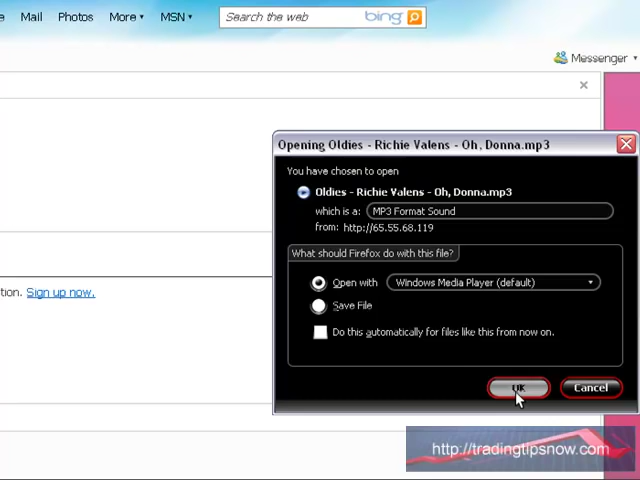 Mail Photos More MSN Search the web bing
Messenger
Opening Oldies - Richie Valens - Oh, Donna.mp3
You have chosen to open
Oldies - Richie Valens - Oh, Donna.mp3
which is a: MP3 Format Sound
from: http://65.55.68.119
What should Firefox do with this file?
Open with Windows Media Player (default)
tion. Sign up now.
Save File
Do this automatically for files like this from now on.
OK Cancel
http://tradingtipsnow.com